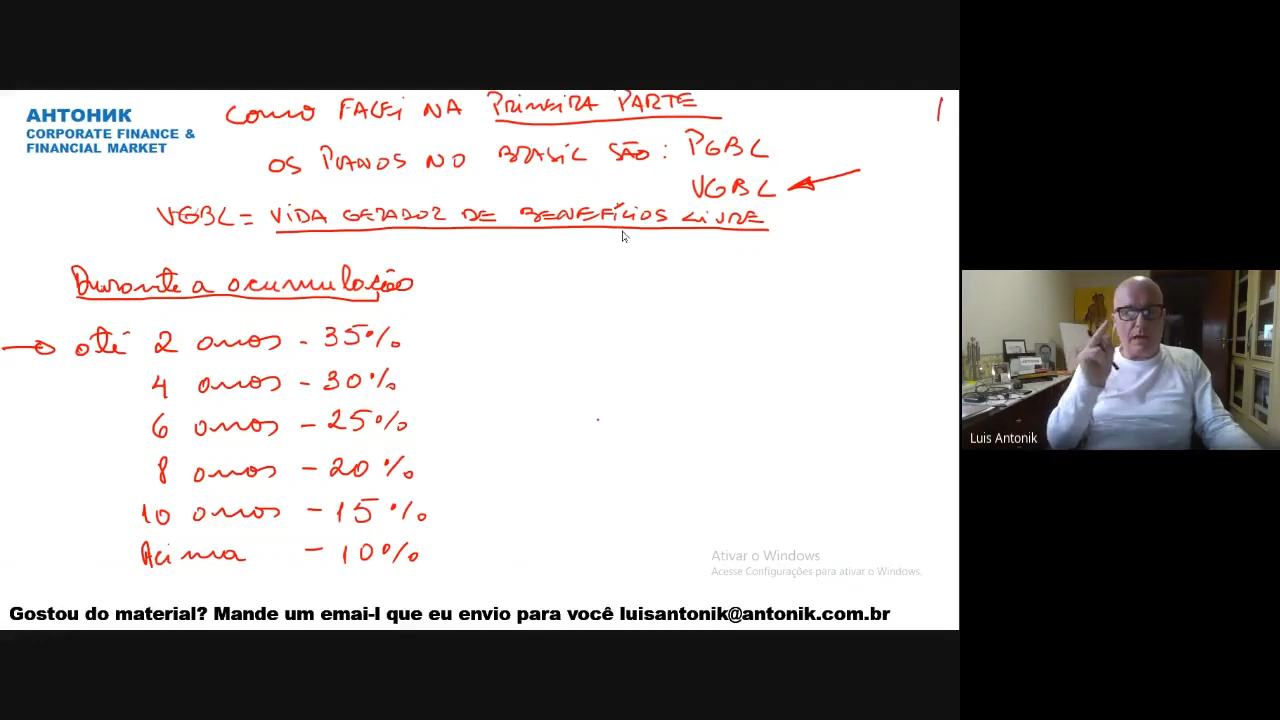 АНТОНИК
CORPORATE FINANCE &
FINANCIAL MARKET
COMO FALEI NA PRIMEIRA PARTE
1
OS PLANOS NO BRASIL SÃO: PGBL
VGBL
VGBL = VIDA GERADOR DE BENEFÍCIOS LIVRE
Durante a acumulação
até 2 anos - 35%
4 anos - 30%
6 anos - 25%
8 anos - 20%
10 anos - 15%
Acima - 10%
Luis Antonik
Ativar o Windows
Acesse Configurações para ativar o Windows.
Gostou do material? Mande um emai-l que eu envio para você luisantonik@antonik.com.br